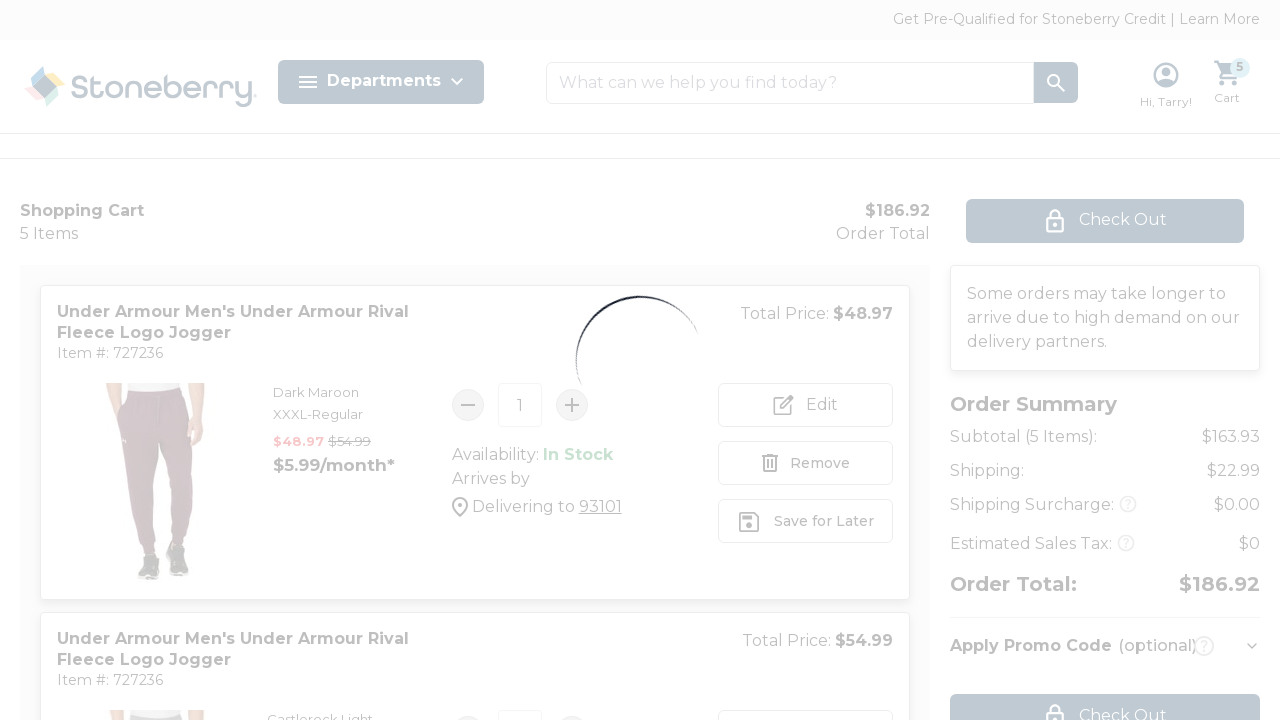 Get Pre-Qualified for Stoneberry Credit | Learn More
Stoneberry
Departments
What can we help you find today?
Hi, Tarry!
5
Cart
Shopping Cart
5 Items
$186.92
Order Total
Check Out
Under Armour Men's Under Armour Rival
Fleece Logo Jogger
Item #: 727236
Total Price: $48.97
Dark Maroon
XXXL-Regular
$48.97 $54.99
$5.99/month*
1
Availability: In Stock
Arrives by
Delivering to 93101
Edit
Remove
Save for Later
Under Armour Men's Under Armour Rival
Fleece Logo Jogger
Item #: 727236
Total Price: $54.99
Castlerock Light
Some orders may take longer to
arrive due to high demand on our
delivery partners.
Order Summary
Subtotal (5 Items): $163.93
Shipping: $22.99
Shipping Surcharge: $0.00
Estimated Sales Tax: $0
Order Total: $186.92
Apply Promo Code (optional)
Check Out